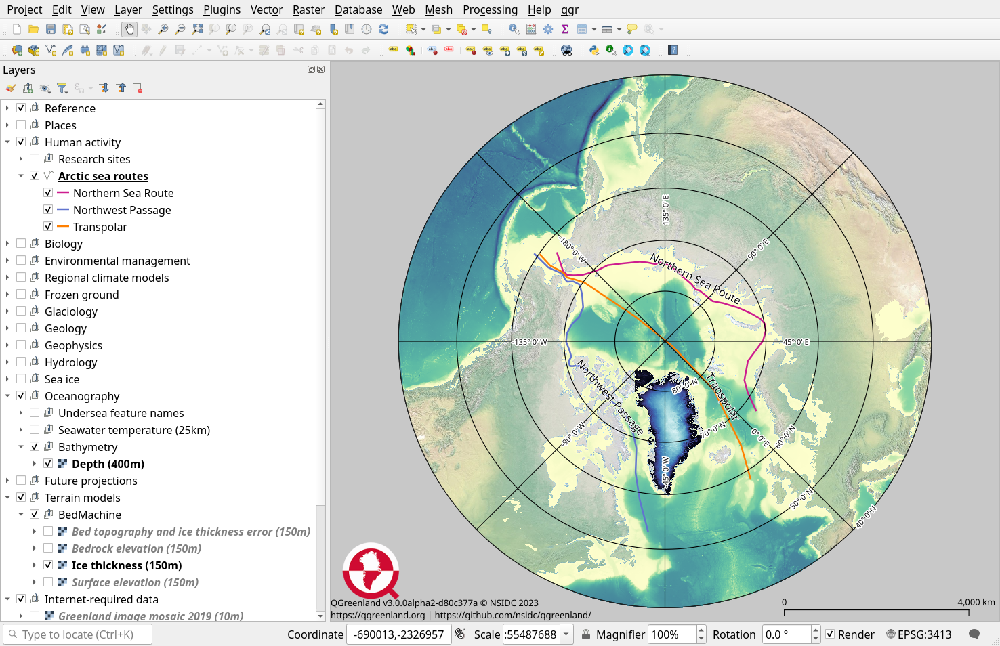 Project Edit View Layer Settings Plugins Vector Raster Database Web Mesh Processing Help qgr
Layers
Reference
Places
Human activity
Research sites
Arctic sea routes
Northern Sea Route
Northwest Passage
Transpolar
Biology
Environmental management
Regional climate models
Frozen ground
Glaciology
Geology
Geophysics
Hydrology
Sea ice
Oceanography
Undersea feature names
Seawater temperature (25km)
Bathymetry
Depth (400m)
Future projections
Terrain models
BedMachine
Bed topography and ice thickness error (150m)
Bedrock elevation (150m)
Ice thickness (150m)
Surface elevation (150m)
Internet-required data
Greenland image mosaic 2019 (10m)
135° 0' E
-180° 0' W
90° 0' E
Northern Sea Route
-135° 0' W
45° 0' E
Northwest Passage
80° 0' N
Transpolar
70° 0' N
0° 0' E
60° 0' N
-90° 0' W
-45° 0' W
50° 0' N
40° 0' N
QGreenland v3.0.0alpha2-d80c377a © NSIDC 2023
https://qgreenland.org | https://github.com/nsidc/qgreenland/
0 4,000 km
Type to locate (Ctrl+K) Coordinate -690013,-2326957 Scale :55487688 Magnifier 100% Rotation 0.0 ° Render EPSG:3413